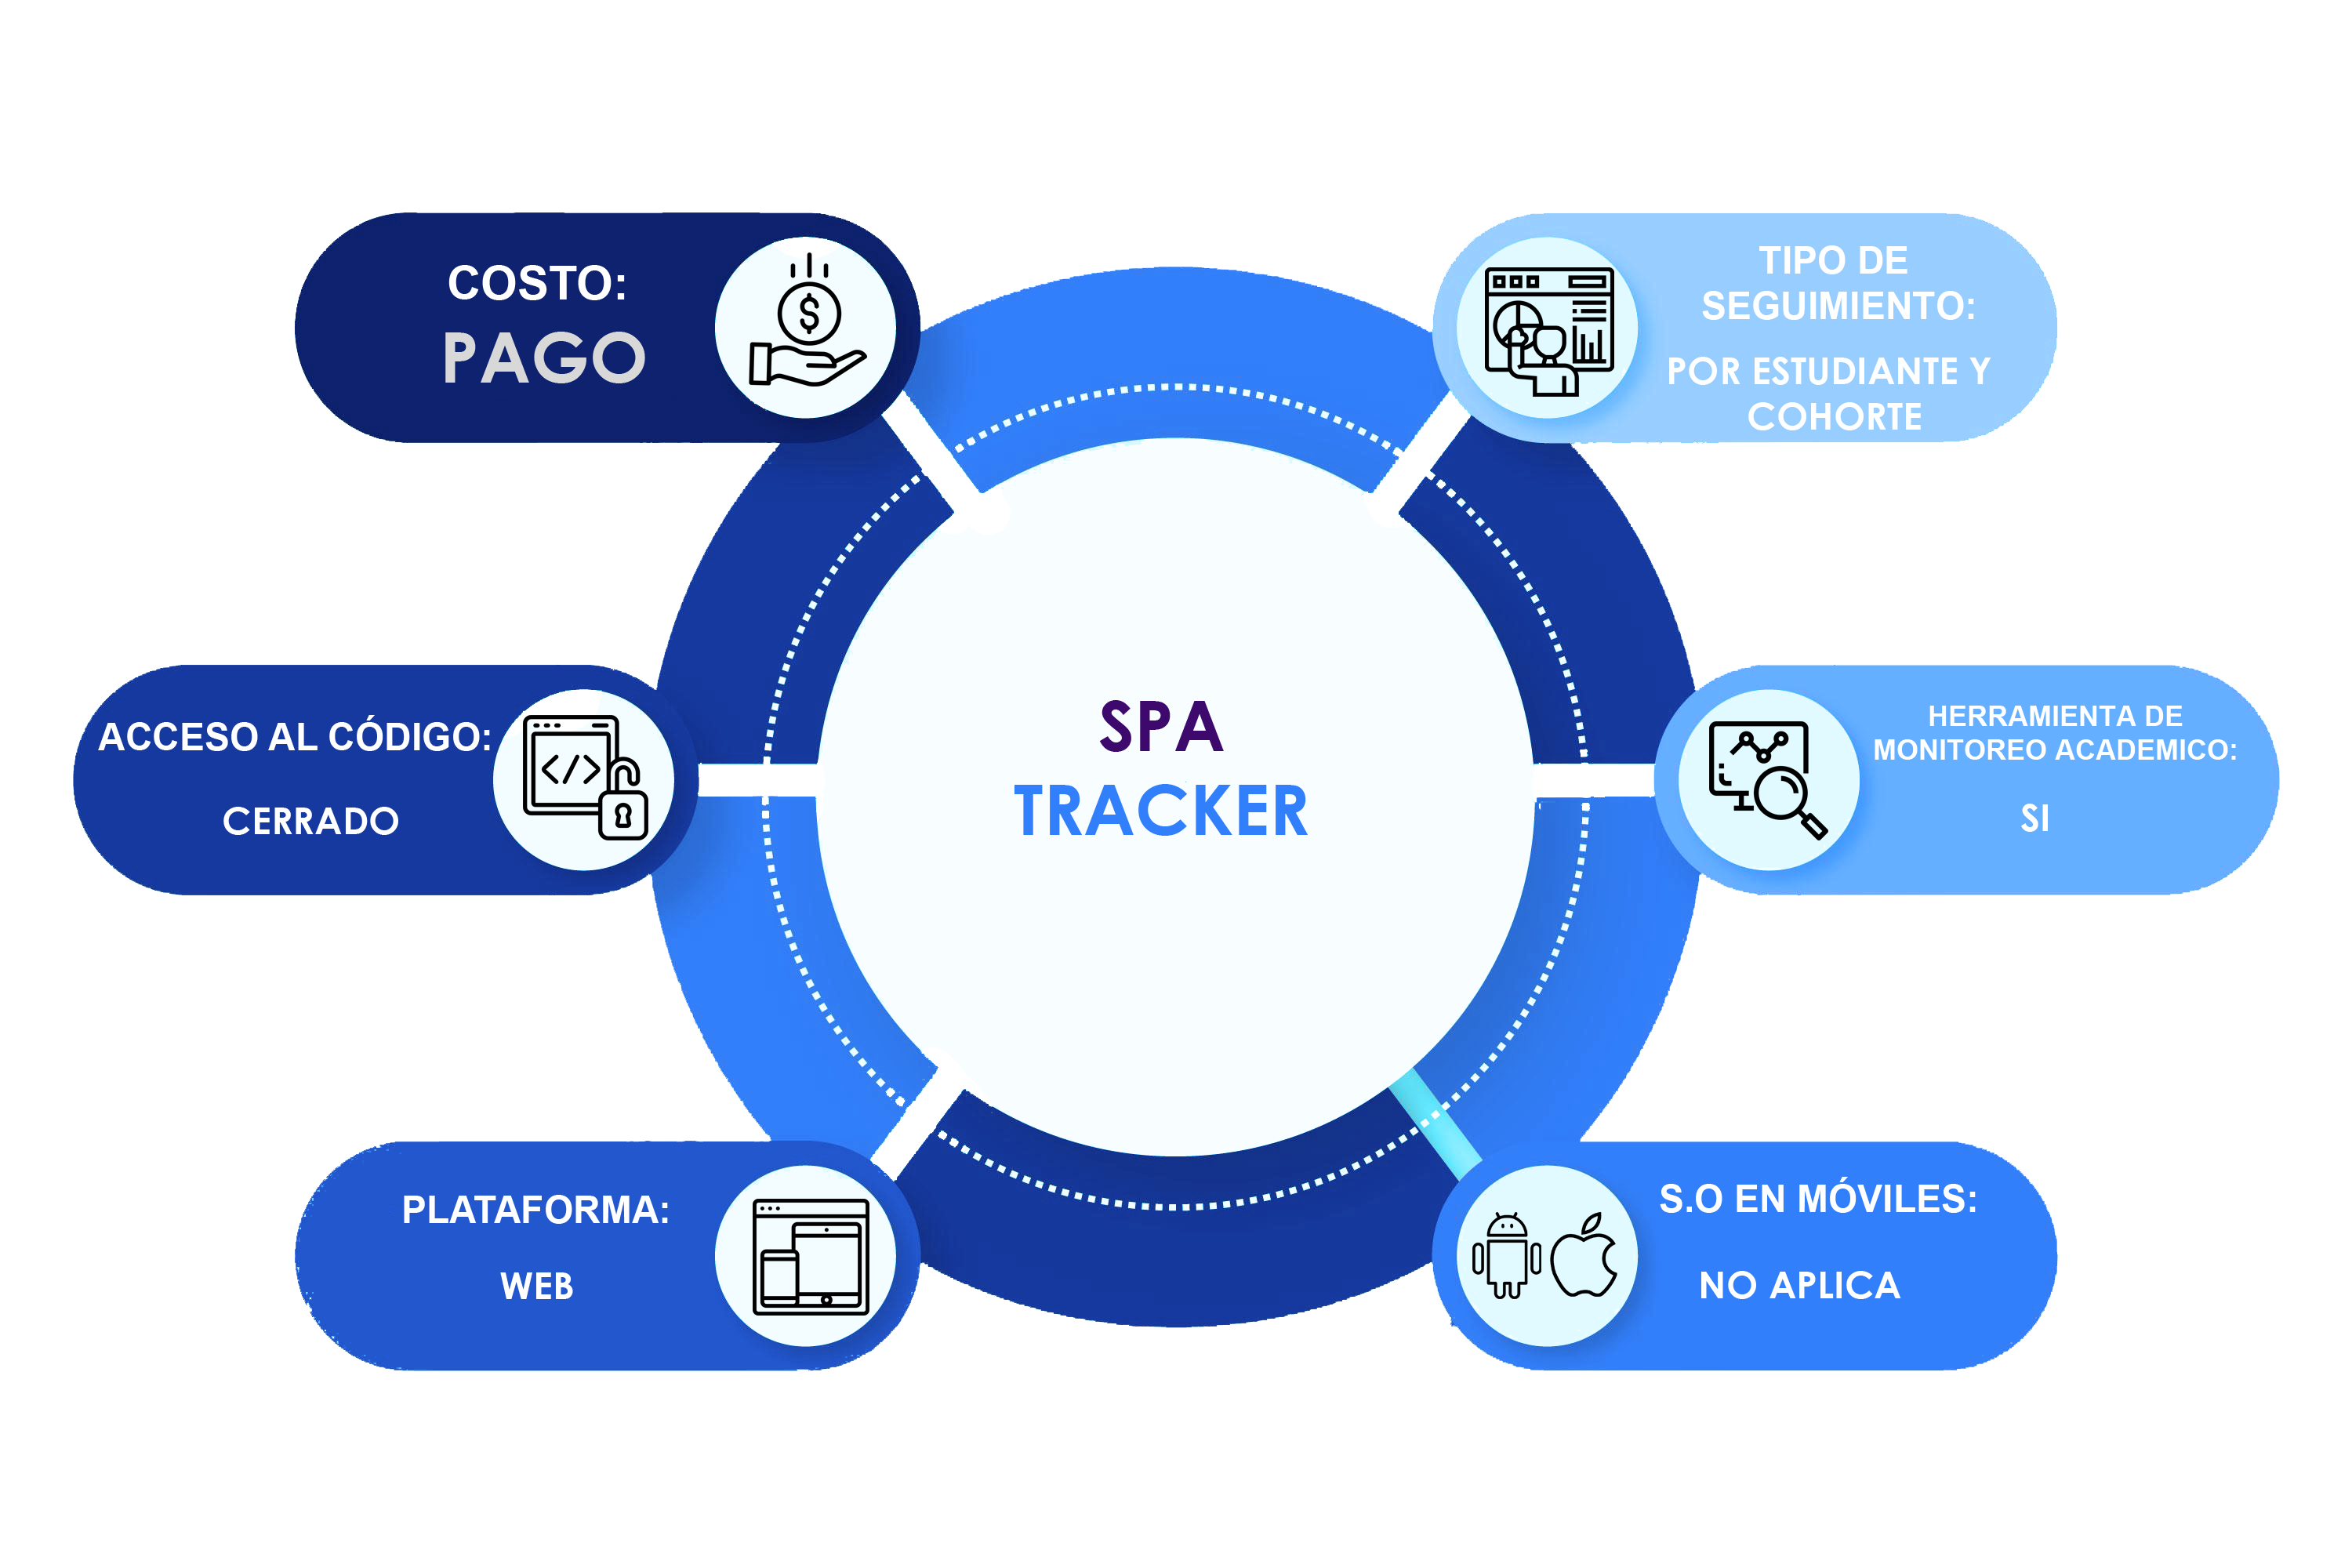 COSTO:
PAGO
TIPO DE
SEGUIMIENTO:
POR ESTUDIANTE Y
COHORTE
ACCESO AL CÓDIGO:
CERRADO
SPA
TRACKER
HERRAMIENTA DE
MONITOREO ACADEMICO:
SI
PLATAFORMA:
WEB
S.O EN MÓVILES:
NO APLICA